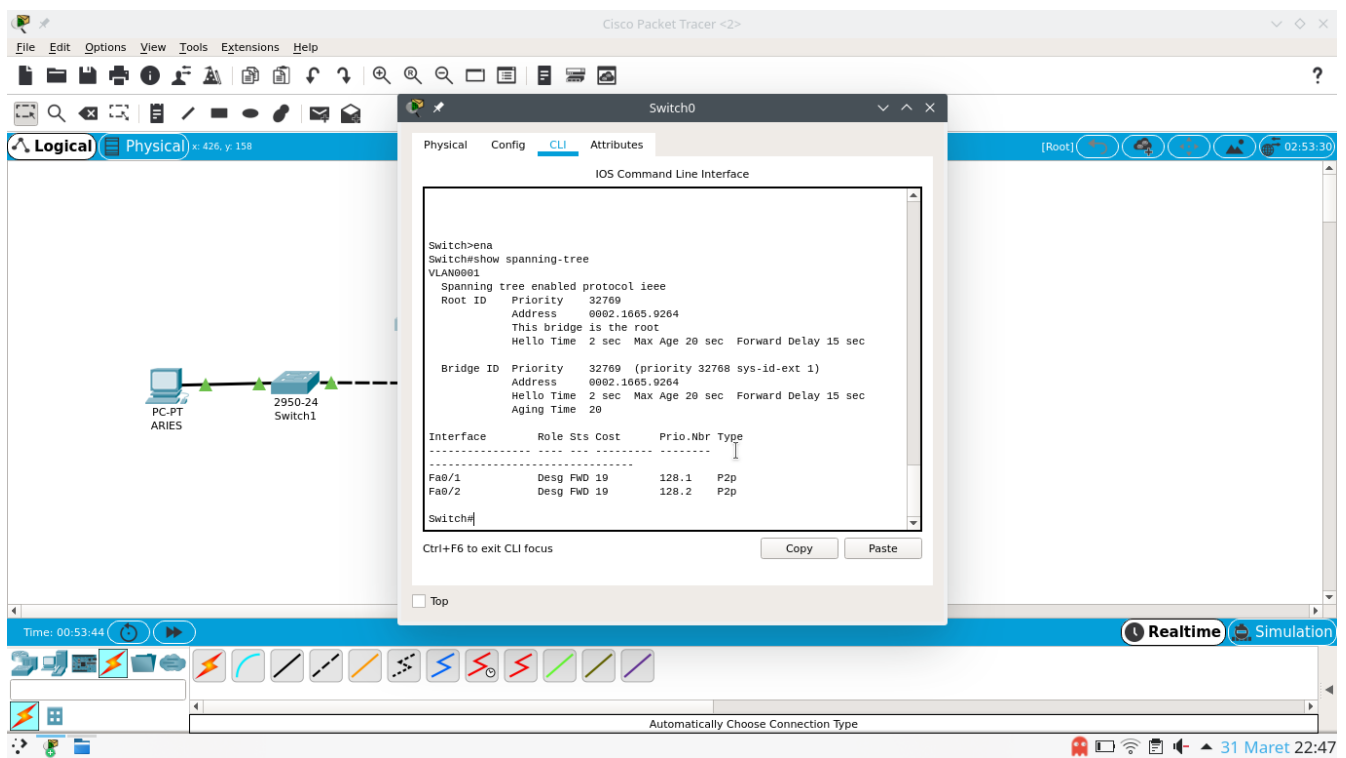 Cisco Packet Tracer <2>
File Edit Options View Tools Extensions Help
?
Logical Physical x: 426, y: 158
[Root] 02:53:30
Switch0
Physical Config CLI Attributes
IOS Command Line Interface
Switch>ena
Switch#show spanning-tree
VLAN0001
Spanning tree enabled protocol ieee
Root ID Priority 32769
Address 0002.1665.9264
This bridge is the root
Hello Time 2 sec Max Age 20 sec Forward Delay 15 sec
Bridge ID Priority 32769 (priority 32768 sys-id-ext 1)
Address 0002.1665.9264
Hello Time 2 sec Max Age 20 sec Forward Delay 15 sec
Aging Time 20
Interface Role Sts Cost Prio.Nbr Type
---------------- ---- --- --------- --------
--------------------------------
Fa0/1 Desg FWD 19 128.1 P2p
Fa0/2 Desg FWD 19 128.2 P2p
Switch#
Ctrl+F6 to exit CLI focus
Copy Paste
Top
PC-PT
ARIES
2950-24
Switch1
Time: 00:53:44
Realtime Simulation
Automatically Choose Connection Type
31 Maret 22:47